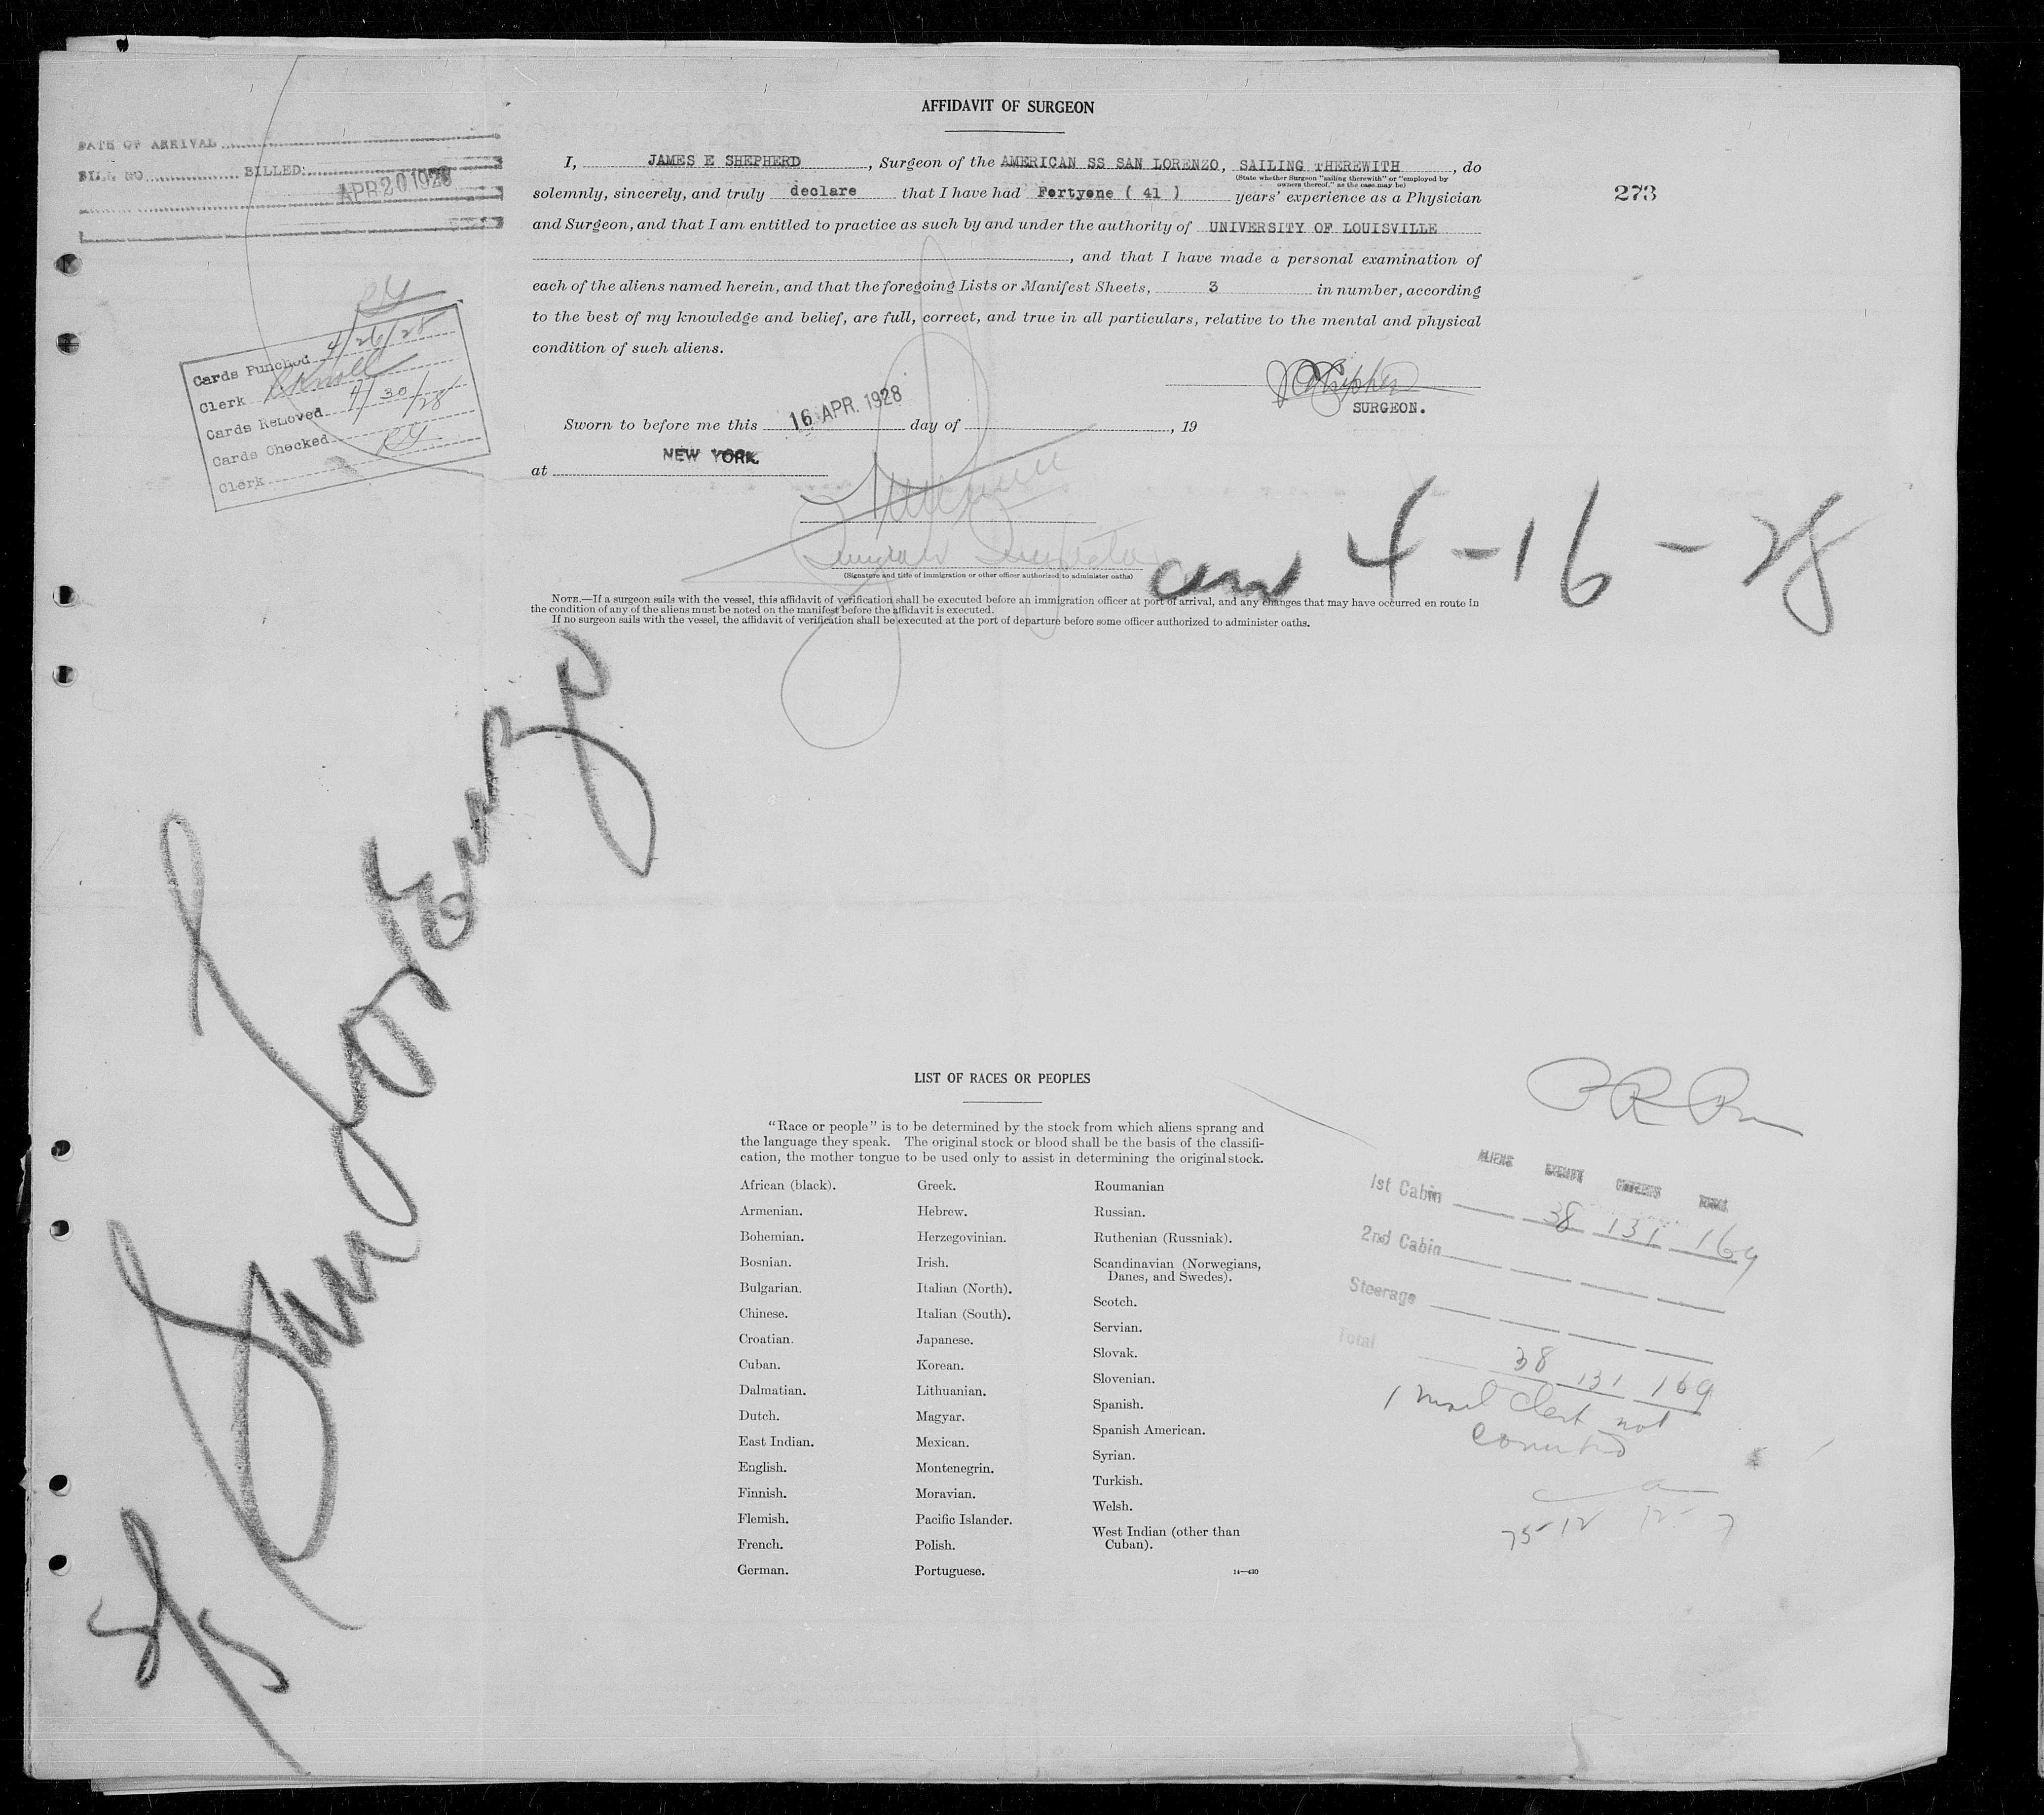 AFFIDAVIT OF SURGEON
DATE OF ARRIVAL
BILL NO. BILLED:
APR 20 1928
I, JAMES E SHEPHERD, Surgeon of the AMERICAN SS SAN LORENZO, SAILING THEREWITH, do
(State whether Surgeon "sailing therewith" or "employed by
owners thereof," as the case may be)
solemnly, sincerely, and truly declare that I have had Fortyone ( 41 ) years' experience as a Physician
273
and Surgeon, and that I am entitled to practice as such by and under the authority of UNIVERSITY OF LOUISVILLE
, and that I have made a personal examination of
each of the aliens named herein, and that the foregoing Lists or Manifest Sheets, 3 in number, according
to the best of my knowledge and belief, are full, correct, and true in all particulars, relative to the mental and physical
condition of such aliens.
SURGEON.
Cards Punched 4/26/28
Clerk
Cards Removed 4/30/28
Cards Checked
Clerk
Sworn to before me this 16 APR. 1928 day of , 19
at NEW YORK
4-16-28
(Signature and title of immigration or other officer authorized to administer oaths)
NOTE.—If a surgeon sails with the vessel, this affidavit of verification shall be executed before an immigration officer at port of arrival, and any changes that may have occurred en route in
the condition of any of the aliens must be noted on the manifest before the affidavit is executed.
If no surgeon sails with the vessel, the affidavit of verification shall be executed at the port of departure before some officer authorized to administer oaths.
S/S San Lorenzo
LIST OF RACES OR PEOPLES
"Race or people" is to be determined by the stock from which aliens sprang and
the language they speak. The original stock or blood shall be the basis of the classifi-
cation, the mother tongue to be used only to assist in determining the original stock.
African (black).
Armenian.
Bohemian.
Bosnian.
Bulgarian.
Chinese.
Croatian.
Cuban.
Dalmatian.
Dutch.
East Indian.
English.
Finnish.
Flemish.
French.
German.
Greek.
Hebrew.
Herzegovinian.
Irish.
Italian (North).
Italian (South).
Japanese.
Korean.
Lithuanian.
Magyar.
Mexican.
Montenegrin.
Moravian.
Pacific Islander.
Polish.
Portuguese.
Roumanian
Russian.
Ruthenian (Russniak).
Scandinavian (Norwegians,
Danes, and Swedes).
Scotch.
Servian.
Slovak.
Slovenian.
Spanish.
Spanish American.
Syrian.
Turkish.
Welsh.
West Indian (other than
Cuban).
14—430
ALIENS EXEMPT TOTAL
1st Cabin 38 131 169
2nd Cabin
Steerage
Total 38 131 169
1 not
75 12 12 7